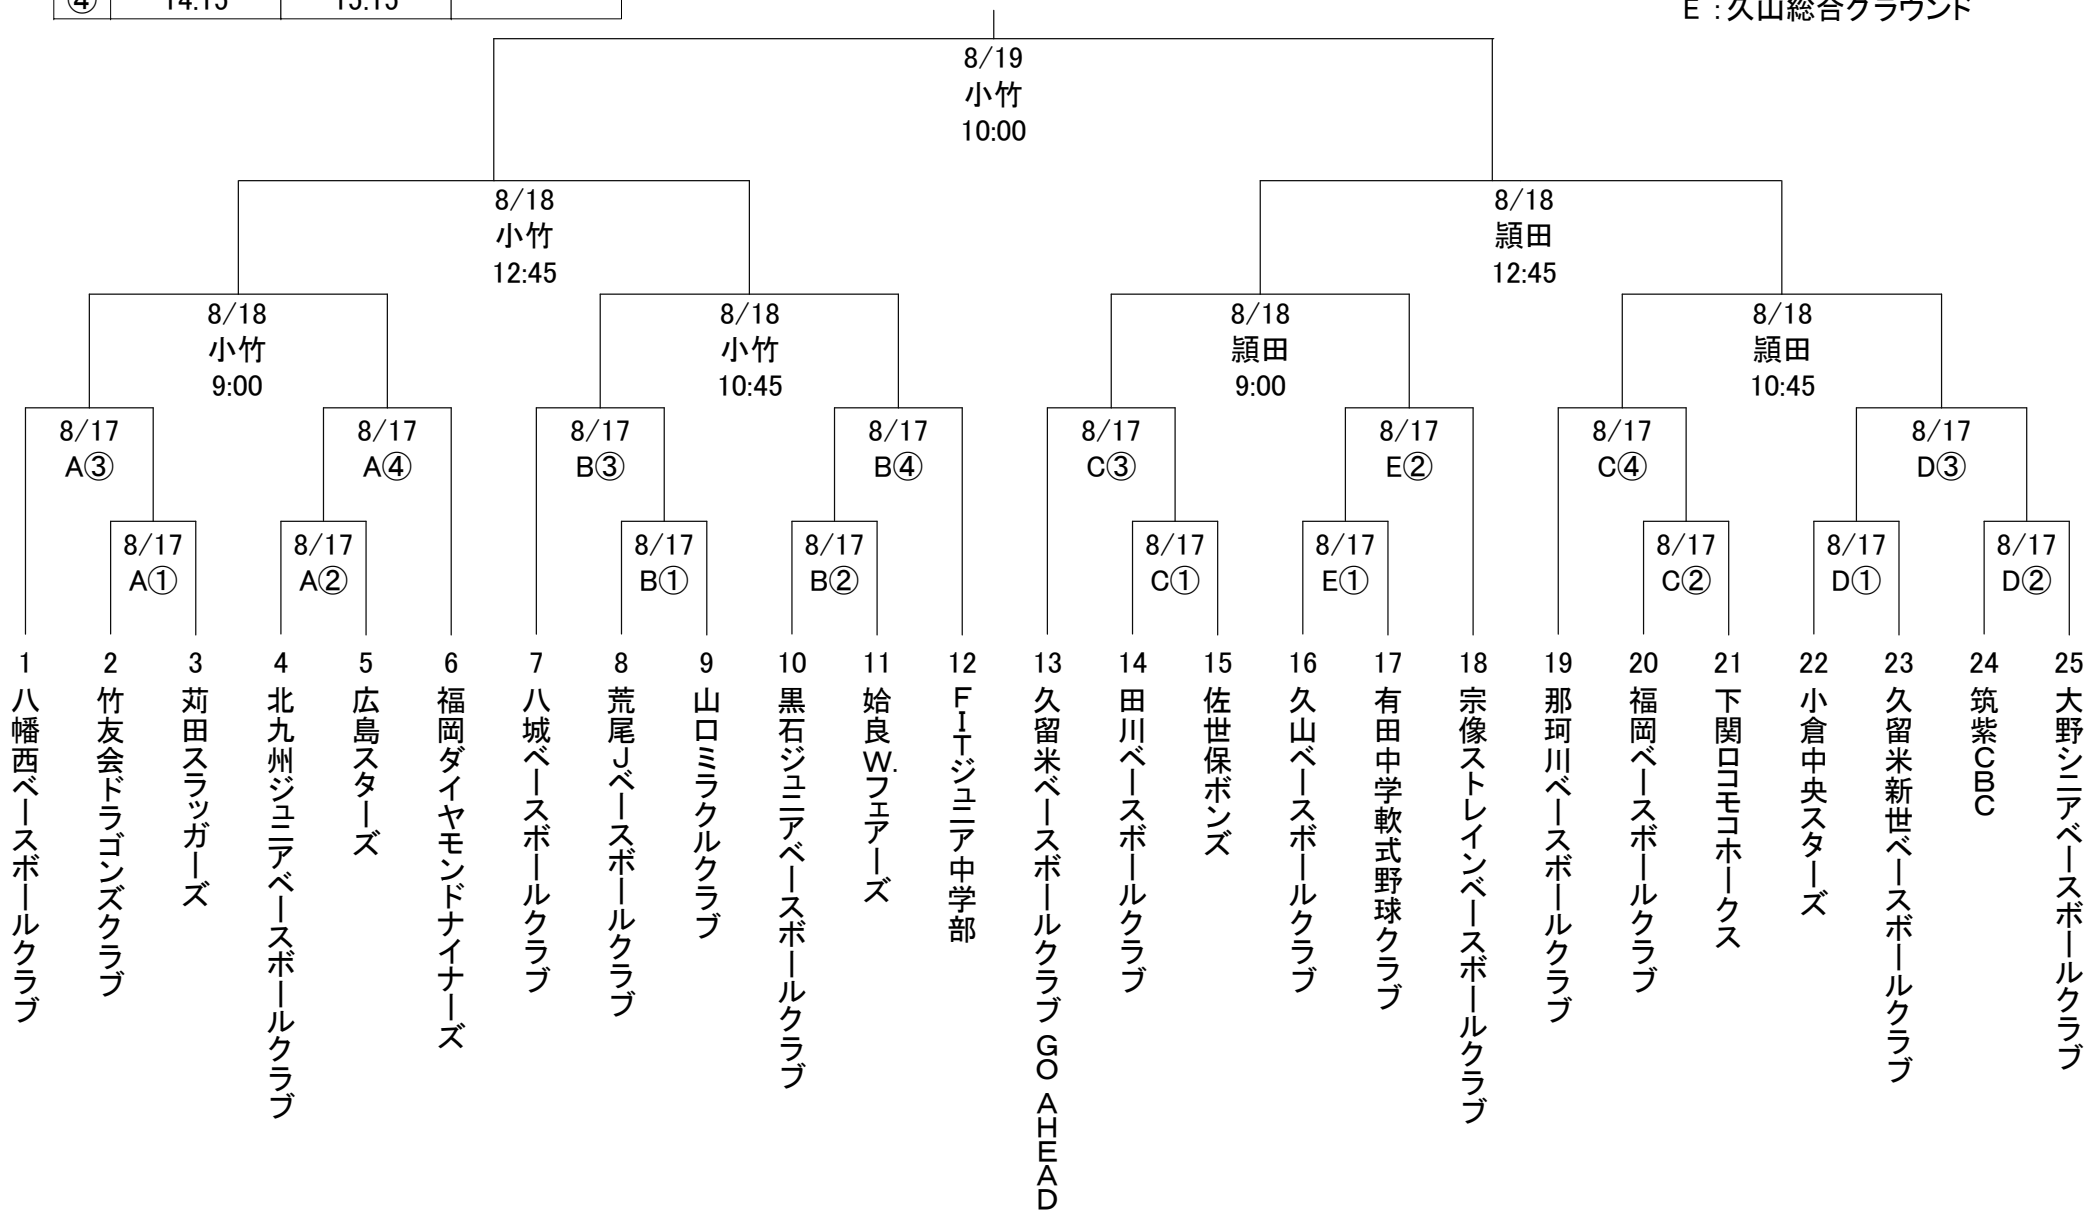 ④ 14:15 15:15
E：久山総合グラウンド
8/19
小竹
10:00
8/18
小竹
12:45
8/18
頴田
12:45
8/18
小竹
9:00
8/18
小竹
10:45
8/18
頴田
9:00
8/18
頴田
10:45
8/17
A③
8/17
A④
8/17
B③
8/17
B④
8/17
C③
8/17
E②
8/17
C④
8/17
D③
8/17
A①
8/17
A②
8/17
B①
8/17
B②
8/17
C①
8/17
E①
8/17
C②
8/17
D①
8/17
D②
1 八幡西ベースボールクラブ
2 竹友会ドラゴンズクラブ
3 苅田スラッガーズ
4 北九州ジュニアベースボールクラブ
5 広島スターズ
6 福岡ダイヤモンドナイナーズ
7 八城ベースボールクラブ
8 荒尾Jベースボールクラブ
9 山口ミラクルクラブ
10 黒石ジュニアベースボールクラブ
11 姶良W.フェアーズ
12 FITジュニア中学部
13 久留米ベースボールクラブ GO AHEAD
14 田川ベースボールクラブ
15 佐世保ボンズ
16 久山ベースボールクラブ
17 有田中学軟式野球クラブ
18 宗像ストレインベースボールクラブ
19 那珂川ベースボールクラブ
20 福岡ベースボールクラブ
21 下関ロコモコホークス
22 小倉中央スターズ
23 久留米新世ベースボールクラブ
24 筑紫CBC
25 大野シニアベースボールクラブ